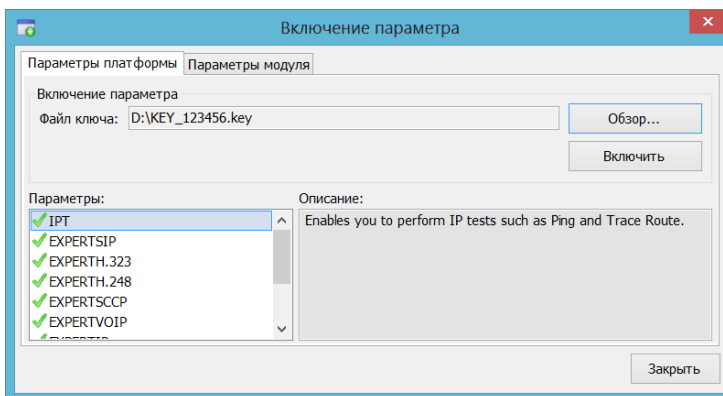 Включение параметра
Параметры платформы Параметры модуля
Включение параметра
Файл ключа: D:\KEY_123456.key Обзор...
Включить
Параметры: Описание:
IPT Enables you to perform IP tests such as Ping and Trace Route.
EXPERTSIP
EXPERTH.323
EXPERTH.248
EXPERTSCCP
EXPERTVOIP
Закрыть